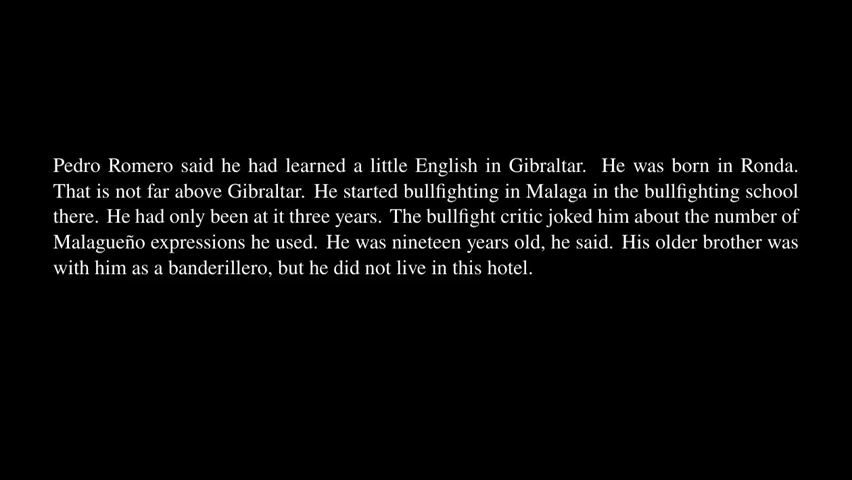 Pedro Romero said he had learned a little English in Gibraltar. He was born in Ronda.
That is not far above Gibraltar. He started bullfighting in Malaga in the bullfighting school
there. He had only been at it three years. The bullfight critic joked him about the number of
Malagueño expressions he used. He was nineteen years old, he said. His older brother was
with him as a banderillero, but he did not live in this hotel.